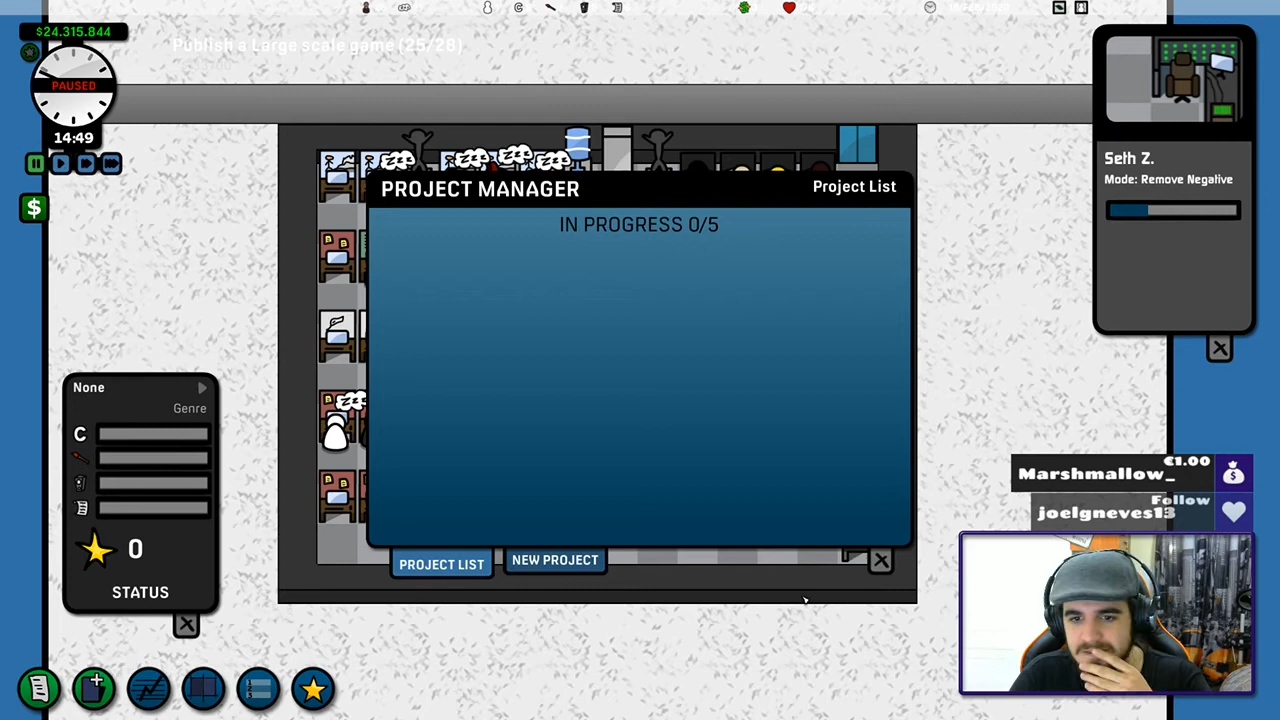 $24.315.844
Publish a Large scale game (25/28)
PAUSED
14:49
$
PROJECT MANAGER
Project List
IN PROGRESS 0/5
PROJECT LIST
NEW PROJECT
X
Seth Z.
Mode: Remove Negative
X
None
Genre
C
0
STATUS
X
€1.00
Marshmallow_
Follow
joelgneves13